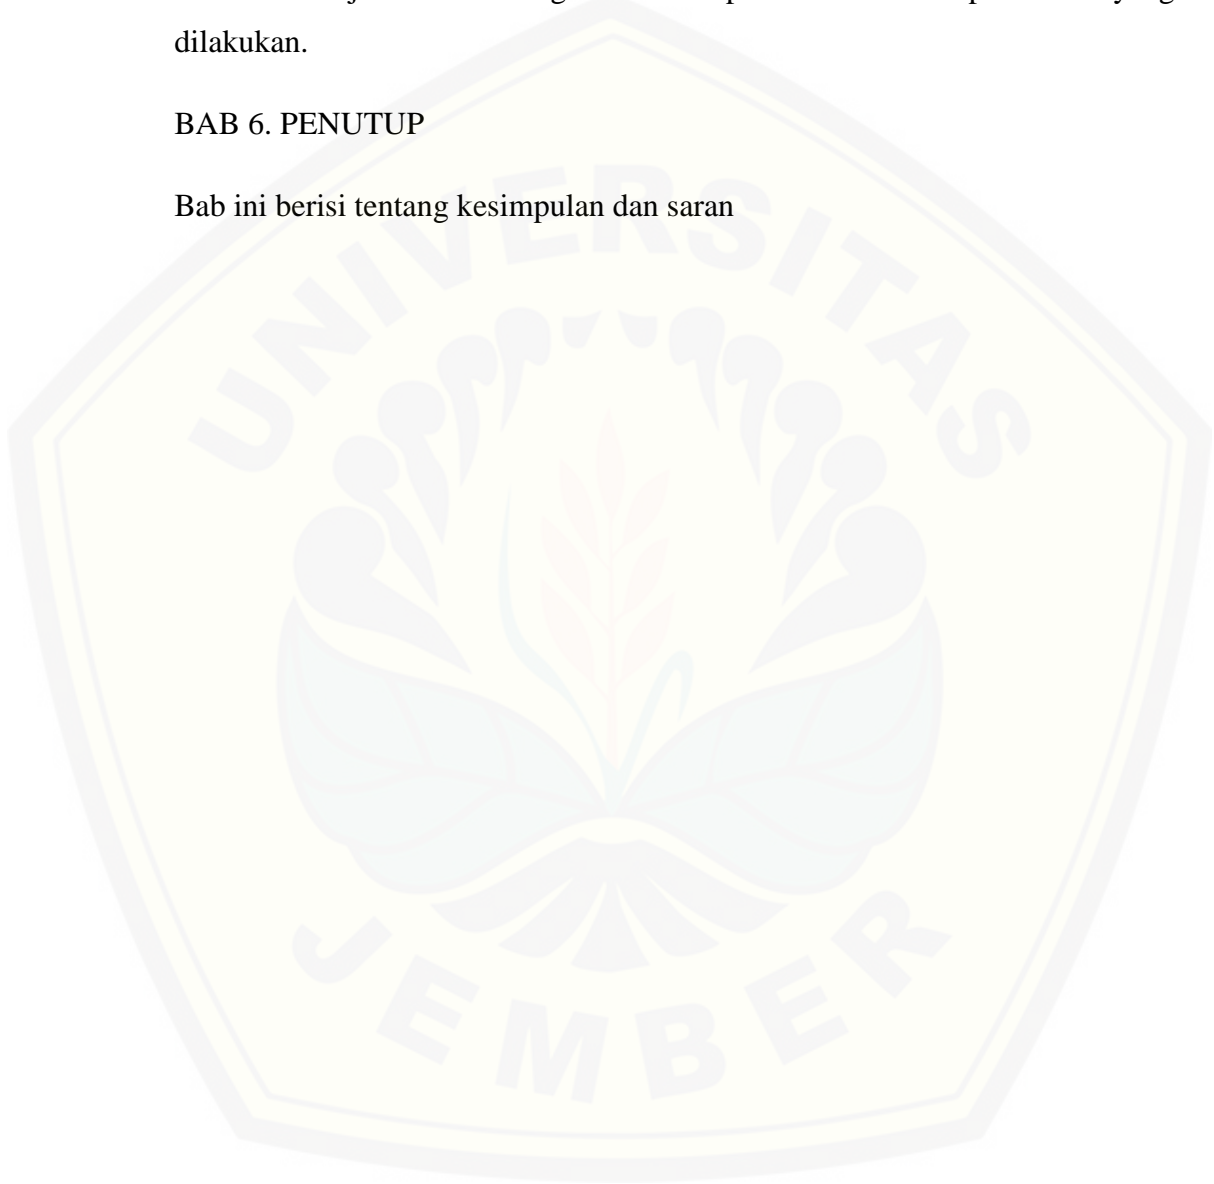 dilakukan.
BAB 6. PENUTUP
Bab ini berisi tentang kesimpulan dan saran
UNIVERSITAS
JEMBER